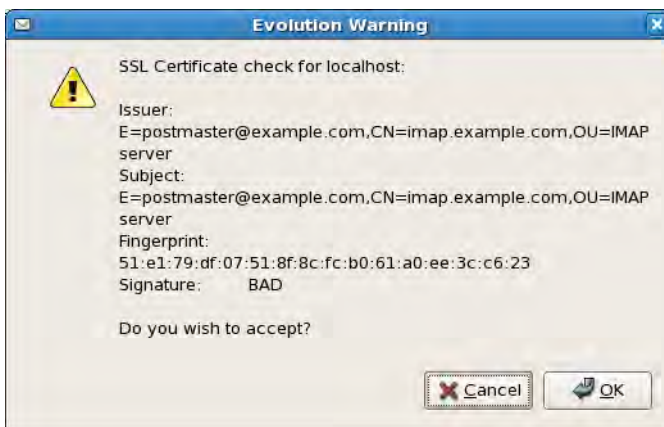 Evolution Warning
SSL Certificate check for localhost:
Issuer:
E=postmaster@example.com,CN=imap.example.com,OU=IMAP
server
Subject:
E=postmaster@example.com,CN=imap.example.com,OU=IMAP
server
Fingerprint:
51:e1:79:df:07:51:8f:8c:fc:b0:61:a0:ee:3c:c6:23
Signature: BAD
Do you wish to accept?
Cancel OK